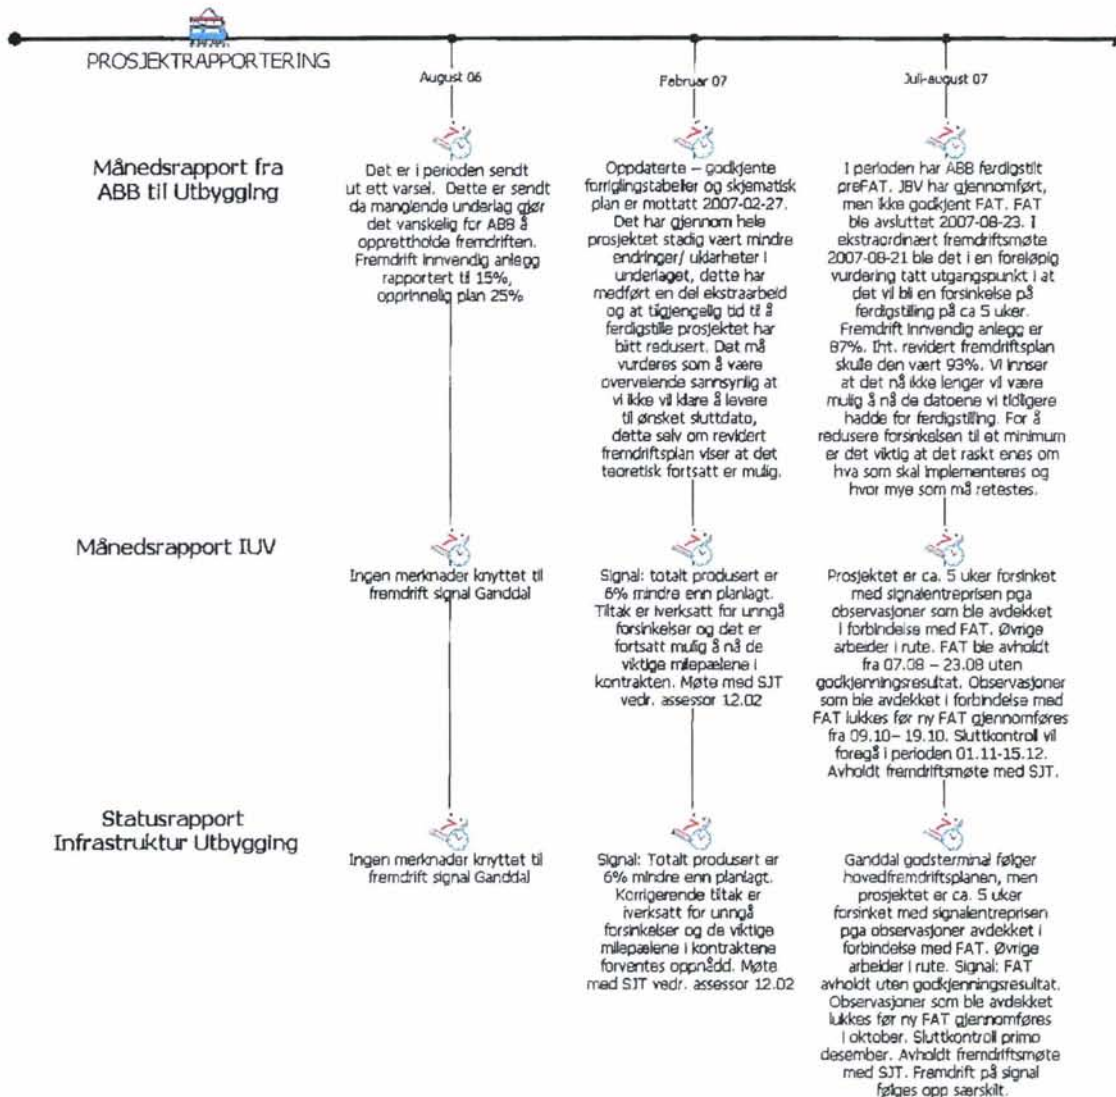 PROSJEKTRAPPORTERING
August 06
Februar 07
Juli-august 07
Månedsrapport fra
ABB til Utbygging
Det er i perioden sendt
ut ett varsel. Dette er sendt
da manglende underlag gjør
det vanskelig for ABB å
opprettholde fremdriften.
Fremdrift innvendig anlegg
rapportert til 15%,
opprinnelig plan 25%
Oppdaterte – godkjente
forriglingstabeller og skjematisk
plan er mottatt 2007-02-27.
Det har gjennom hele
prosjektet stadig vært mindre
endringer/ uklarheter i
underlaget, dette har
medført en del ekstraarbeid
og at tilgjengelig tid til å
ferdigstille prosjektet har
blitt redusert. Det må
vurderes som å være
overveiende sannsynlig at
vi ikke vil klare å levere
til ønsket sluttdato,
dette selv om revidert
fremdriftsplan viser at det
teoretisk fortsatt er mulig.
I perioden har ABB ferdigstilt
preFAT. JBV har gjennomført,
men ikke godkjent FAT. FAT
ble avsluttet 2007-08-23. I
ekstraordinært fremdriftsmøte
2007-08-21 ble det i en foreløpig
vurdering tatt utgangspunkt i at
det vil bli en forsinkelse på
ferdigstilling på ca 5 uker.
Fremdrift innvendig anlegg er
87%. Iht. revidert fremdriftsplan
skulle den vært 93%. Vi innser
at det nå ikke lenger vil være
mulig å nå de datoene vi tidligere
hadde for ferdigstilling. For å
redusere forsinkelsen til et minimum
er det viktig at det raskt enes om
hva som skal implementeres og
hvor mye som må retestes.
Månedsrapport IUV
Ingen merknader knyttet til
fremdrift signal Ganddal
Signal: totalt produsert er
6% mindre enn planlagt.
Tiltak er iverksatt for unngå
forsinkelser og det er
fortsatt mulig å nå de
viktige milepælene i
kontrakten. Møte med SJT
vedr. assessor 12.02
Prosjektet er ca. 5 uker forsinket
med signalentreprisen pga
observasjoner som ble avdekket
i forbindelse med FAT. Øvrige
arbeider i rute. FAT ble avholdt
fra 07.08 – 23.08 uten
godkjenningsresultat. Observasjoner
som ble avdekket i forbindelse med
FAT lukkes før ny FAT gjennomføres
fra 09.10– 19.10. Sluttkontroll vil
foregå i perioden 01.11-15.12.
Avholdt fremdriftsmøte med SJT.
Statusrapport
Infrastruktur Utbygging
Ingen merknader knyttet til
fremdrift signal Ganddal
Signal: Totalt produsert er
6% mindre enn planlagt.
Korrigerende tiltak er
iverksatt for unngå
forsinkelser og de viktige
milepælene i kontraktene
forventes oppnådd. Møte
med SJT vedr. assessor 12.02
Ganddal godsterminal følger
hovedfremdriftsplanen, men
prosjektet er ca. 5 uker
forsinket med signalentreprisen
pga observasjoner avdekket i
forbindelse med FAT. Øvrige
arbeider i rute. Signal: FAT
avholdt uten godkjenningsresultat.
Observasjoner som ble avdekket
lukkes før ny FAT gjennomføres
i oktober. Sluttkontroll primo
desember. Avholdt fremdriftsmøte
med SJT. Fremdrift på signal
følges opp særskilt.